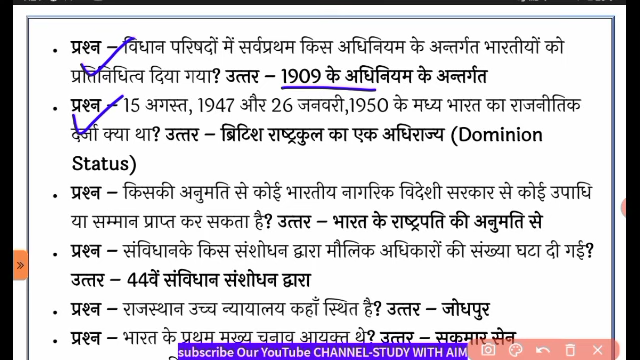 • प्रश्न – विधान परिषदों में सर्वप्रथम किस अधिनियम के अन्तर्गत भारतीयों को
प्रतिनिधित्व दिया गया? उत्तर – 1909 के अधिनियम के अन्तर्गत
• प्रश्न – 15 अगस्त, 1947 और 26 जनवरी,1950 के मध्य भारत का राजनीतिक
दर्जा क्या था? उत्तर – ब्रिटिश राष्ट्रकुल का एक अधिराज्य (Dominion
Status)
• प्रश्न – किसकी अनुमति से कोई भारतीय नागरिक विदेशी सरकार से कोई उपाधि
या सम्मान प्राप्त कर सकता है? उत्तर – भारत के राष्ट्रपति की अनुमति से
• प्रश्न – संविधानके किस संशोधन द्वारा मौलिक अधिकारों की संख्या घटा दी गई?
उत्तर – 44वें संविधान संशोधन द्वारा
• प्रश्न – राजस्थान उच्च न्यायालय कहाँ स्थित है? उत्तर – जोधपुर
• प्रश्न – भारत के प्रथम मुख्य चुनाव आयुक्त थे? उत्तर – सुकुमार सेन
subscribe Our YouTube CHANNEL-STUDY WITH AIM